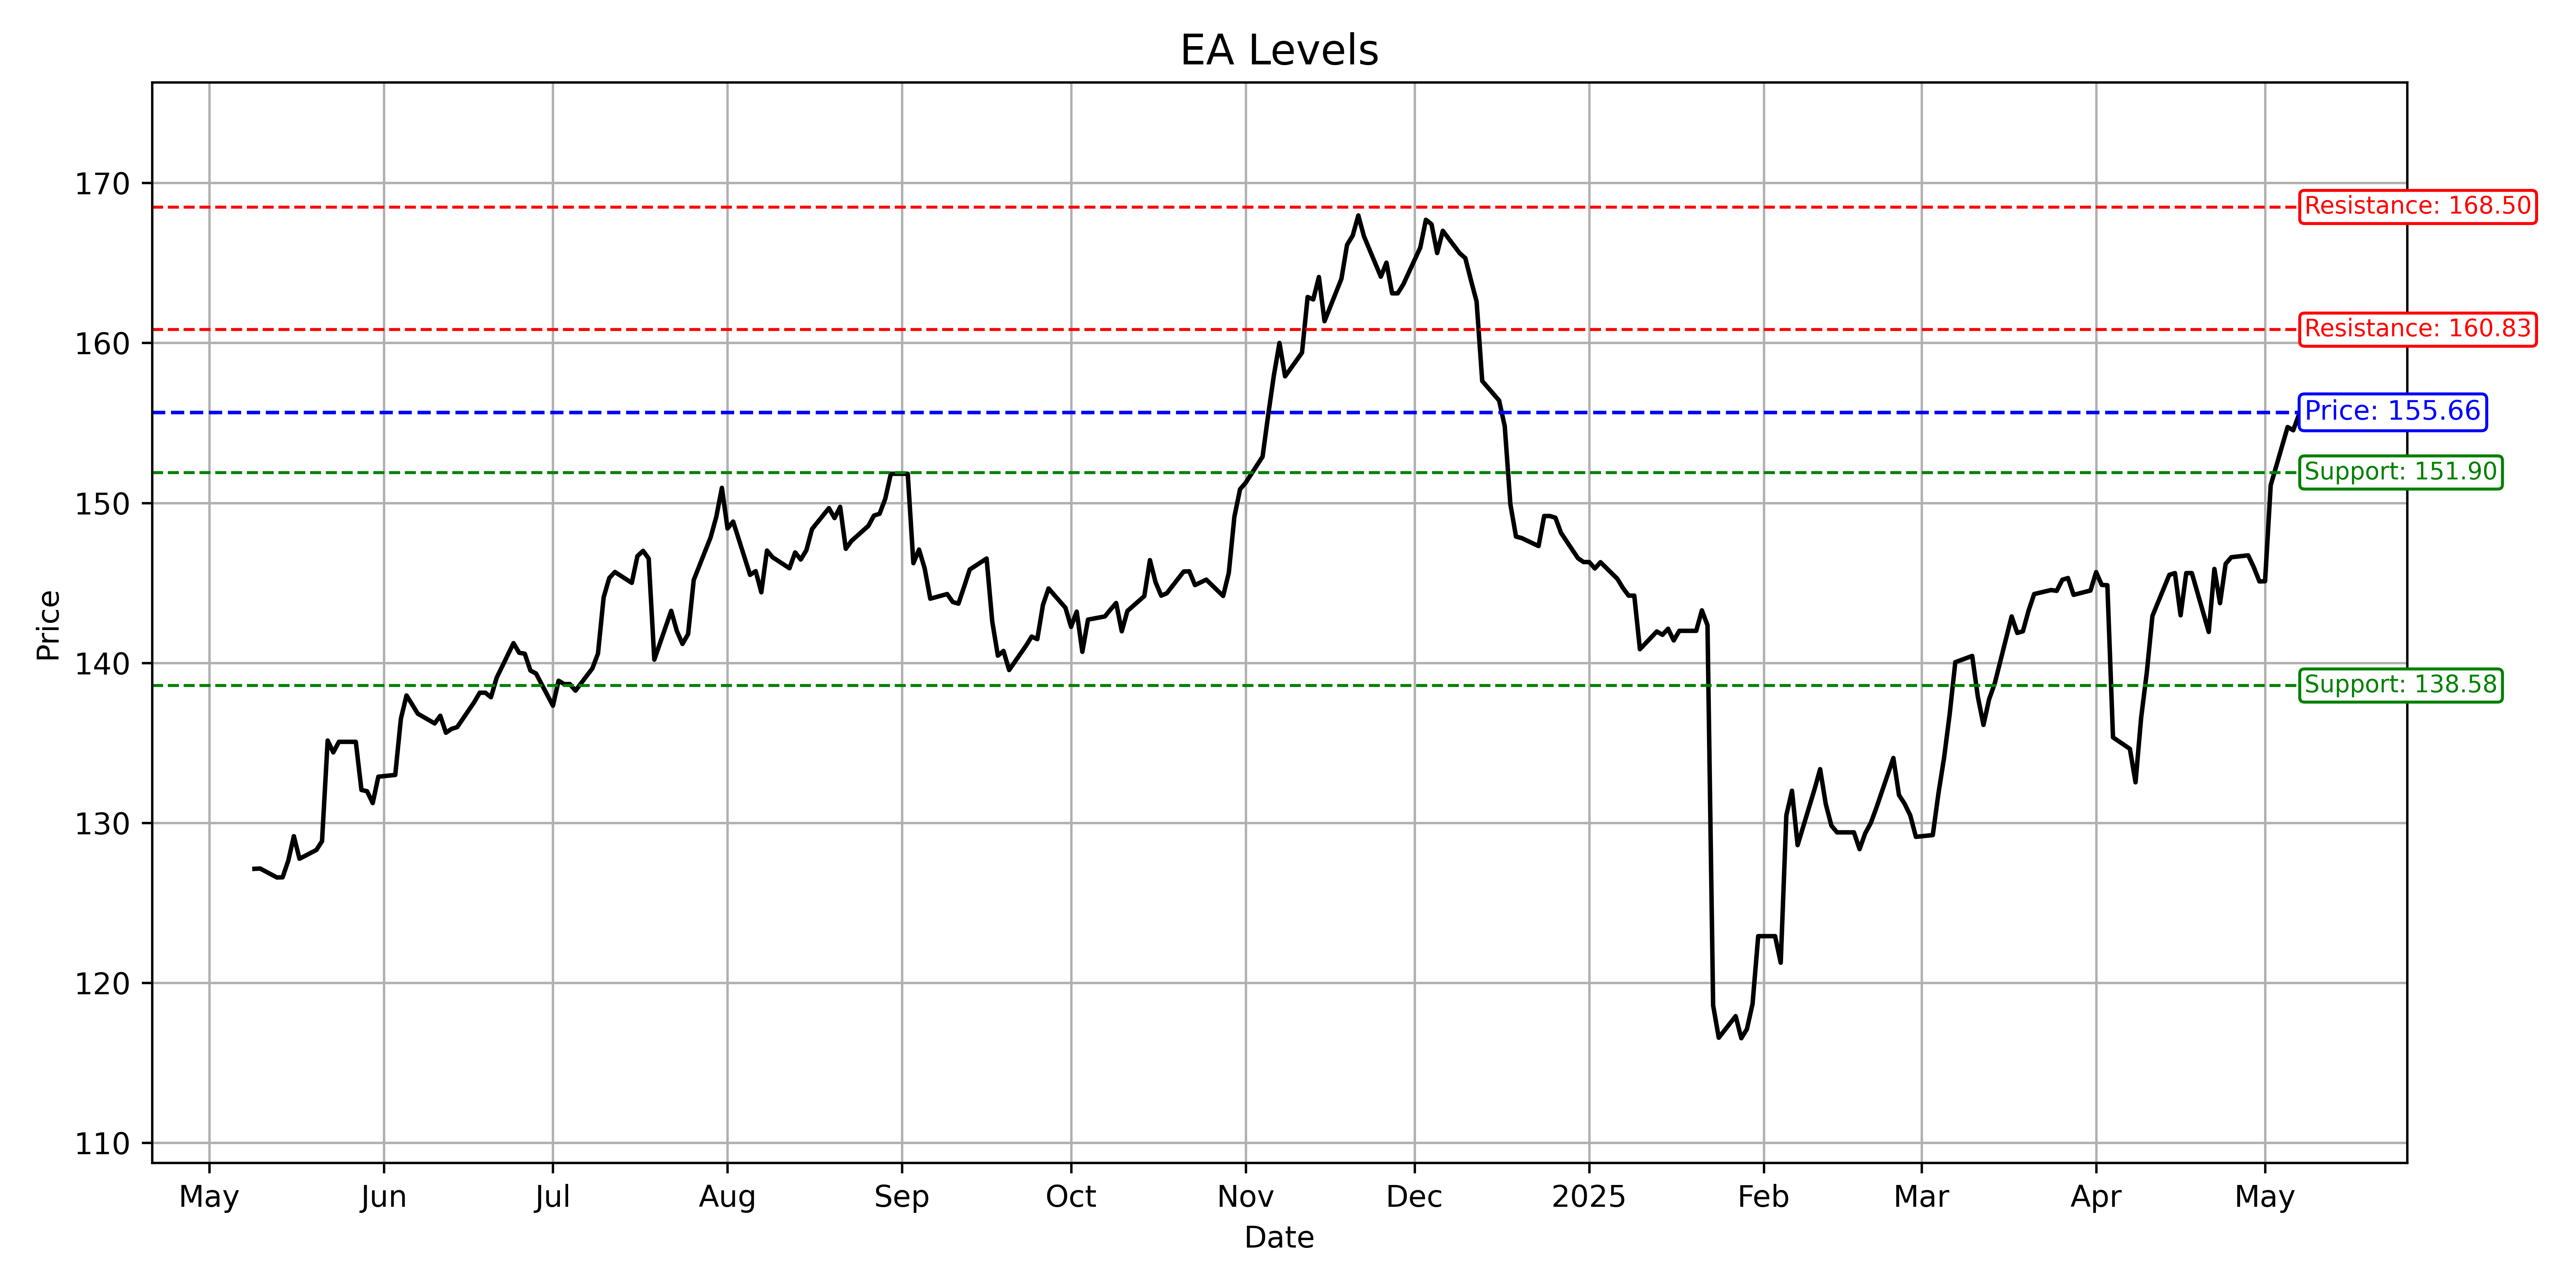 EA Levels
170
160
150
140
130
120
110
Price
Resistance: 168.50
Resistance: 160.83
Price: 155.66
Support: 151.90
Support: 138.58
May Jun Jul Aug Sep Oct Nov Dec 2025 Feb Mar Apr May
Date